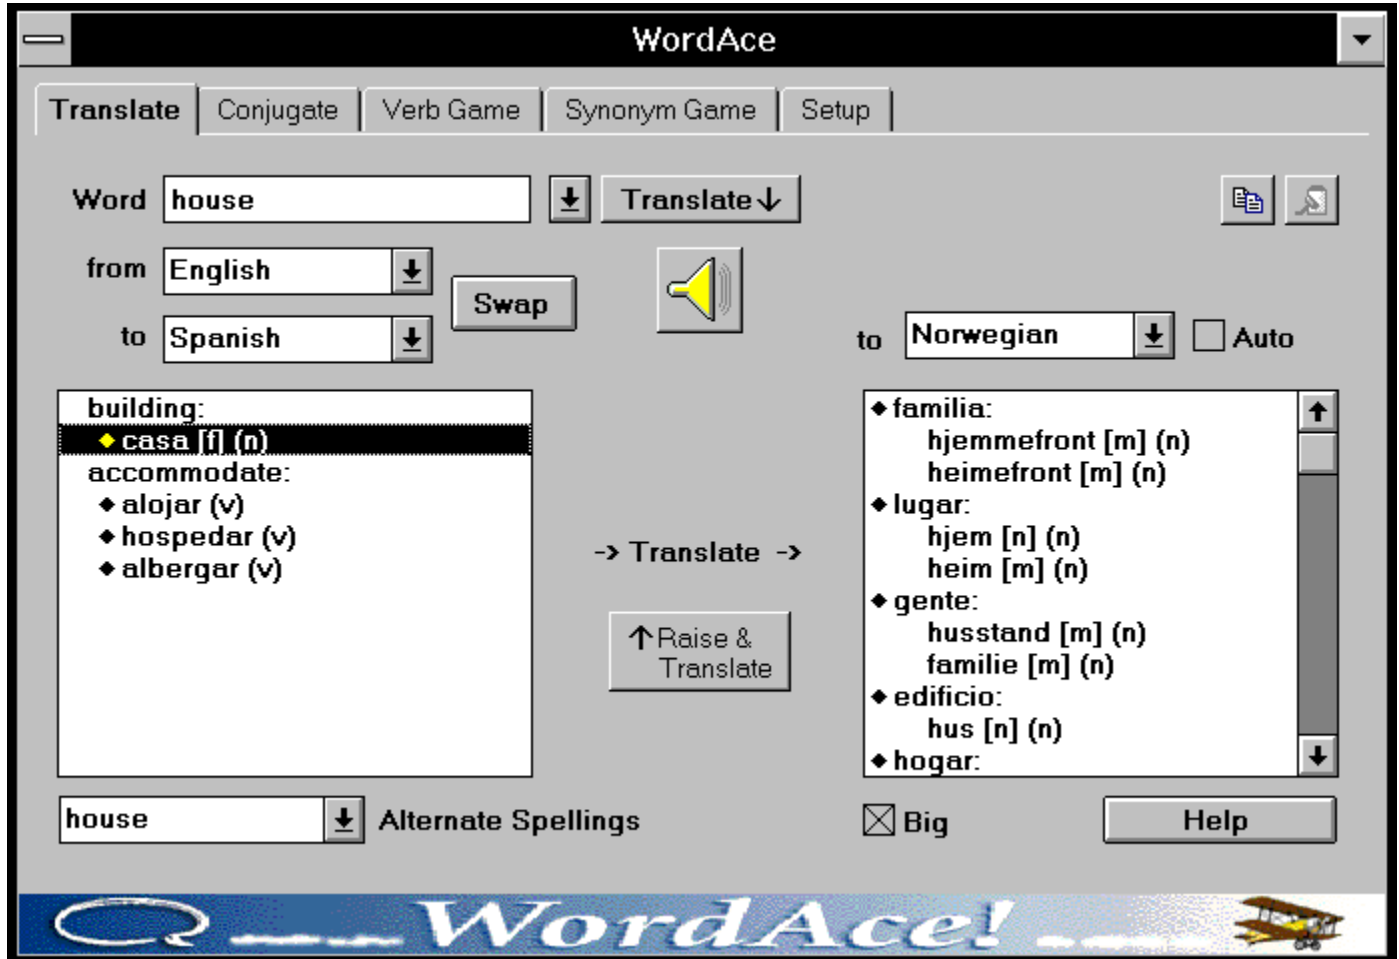 WordAce
Translate Conjugate Verb Game Synonym Game Setup
Word house Translate↓
from English
Swap
to Spanish
to Norwegian Auto
building:
◆ casa [f] (n)
accommodate:
◆ alojar (v)
◆ hospedar (v)
◆ albergar (v)
-> Translate ->
↑ Raise &
Translate
◆ familia:
hjemmefront [m] (n)
heimefront [m] (n)
◆ lugar:
hjem [n] (n)
heim [m] (n)
◆ gente:
husstand [m] (n)
familie [m] (n)
◆ edificio:
hus [n] (n)
◆ hogar:
house Alternate Spellings
Big Help
WordAce!